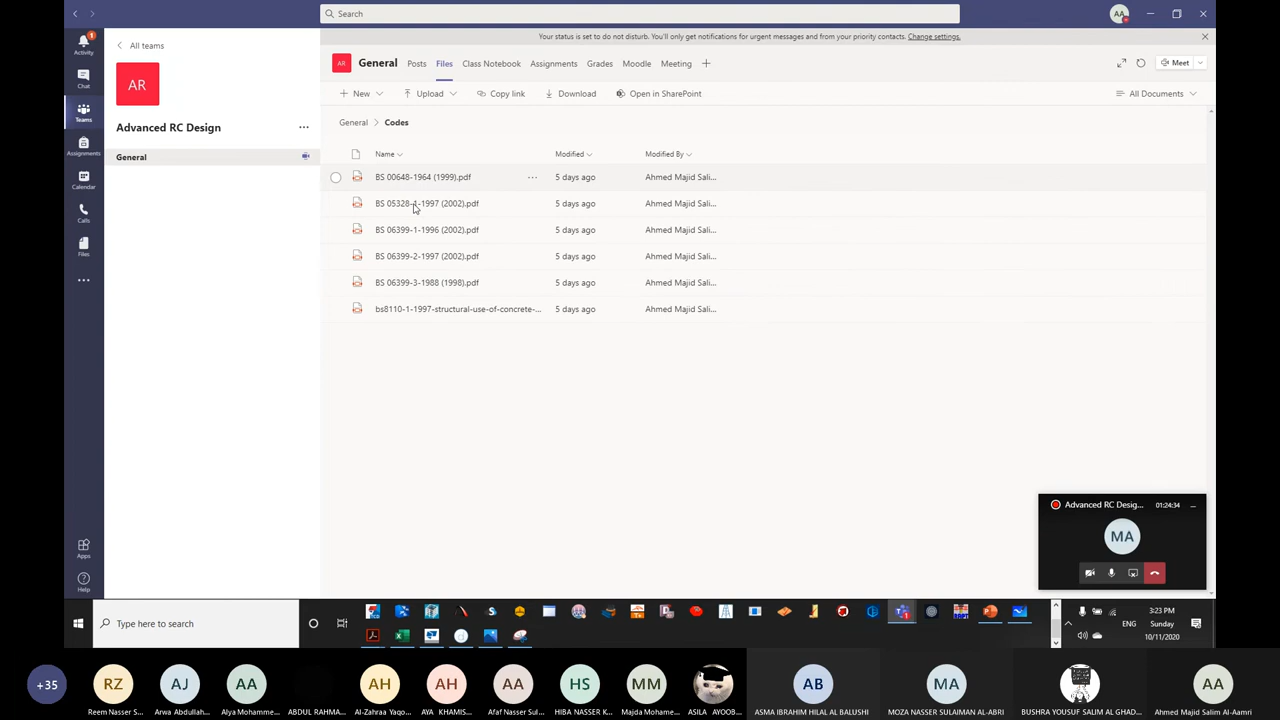 Search
AA
Activity
Chat
Teams
Assignments
Calendar
Calls
Files
Apps
Help
All teams
AR
Advanced RC Design
General
Your status is set to do not disturb. You'll only get notifications for urgent messages and from your priority contacts. Change settings.
AR General Posts Files Class Notebook Assignments Grades Moodle Meeting Meet
New Upload Copy link Download Open in SharePoint All Documents
General > Codes
Name Modified Modified By
BS 00648-1964 (1999).pdf 5 days ago Ahmed Majid Sali...
BS 05328-1-1997 (2002).pdf 5 days ago Ahmed Majid Sali...
BS 06399-1-1996 (2002).pdf 5 days ago Ahmed Majid Sali...
BS 06399-2-1997 (2002).pdf 5 days ago Ahmed Majid Sali...
BS 06399-3-1988 (1998).pdf 5 days ago Ahmed Majid Sali...
bs8110-1-1997-structural-use-of-concrete-... 5 days ago Ahmed Majid Sali...
Advanced RC Desig... 01:24:34
MA
Type here to search
ENG
3:23 PM
Sunday
10/11/2020
+35 RZ AJ AA AH AH AA HS MM AB MA AA
Reem Nasser S... Arwa Abdullah... Alya Mohamme... ABDUL RAHMA... Al-Zahraa Yaqo... AYA KHAMIS... Afaf Nasser Sul... HIBA NASSER K... Majda Mohame... ASILA AYOOB... ASMA IBRAHIM HILAL AL BALUSHI MOZA NASSER SULAIMAN AL-ABRI BUSHRA YOUSUF SALIM AL GHAD... Ahmed Majid Salim Al-Aamri